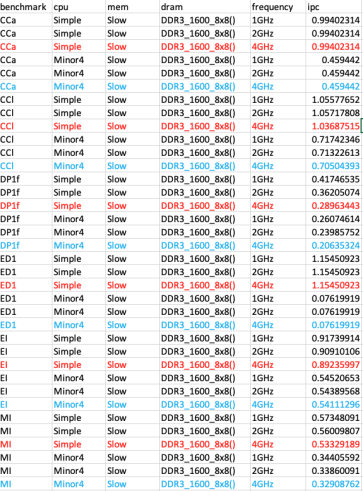 benchmark cpu mem dram frequency ipc
CCa Simple Slow DDR3_1600_8x8() 1GHz 0.99402314
CCa Simple Slow DDR3_1600_8x8() 2GHz 0.99402314
CCa Simple Slow DDR3_1600_8x8() 4GHz 0.99402314
CCa Minor4 Slow DDR3_1600_8x8() 1GHz 0.459442
CCa Minor4 Slow DDR3_1600_8x8() 2GHz 0.459442
CCa Minor4 Slow DDR3_1600_8x8() 4GHz 0.459442
CCl Simple Slow DDR3_1600_8x8() 1GHz 1.05577652
CCl Simple Slow DDR3_1600_8x8() 2GHz 1.05717808
CCl Simple Slow DDR3_1600_8x8() 4GHz 1.03687515
CCl Minor4 Slow DDR3_1600_8x8() 1GHz 0.71742346
CCl Minor4 Slow DDR3_1600_8x8() 2GHz 0.71322613
CCl Minor4 Slow DDR3_1600_8x8() 4GHz 0.70504393
DP1f Simple Slow DDR3_1600_8x8() 1GHz 0.41746535
DP1f Simple Slow DDR3_1600_8x8() 2GHz 0.36205074
DP1f Simple Slow DDR3_1600_8x8() 4GHz 0.28963443
DP1f Minor4 Slow DDR3_1600_8x8() 1GHz 0.26074614
DP1f Minor4 Slow DDR3_1600_8x8() 2GHz 0.23985752
DP1f Minor4 Slow DDR3_1600_8x8() 4GHz 0.20635324
ED1 Simple Slow DDR3_1600_8x8() 1GHz 1.15450923
ED1 Simple Slow DDR3_1600_8x8() 2GHz 1.15450923
ED1 Simple Slow DDR3_1600_8x8() 4GHz 1.15450923
ED1 Minor4 Slow DDR3_1600_8x8() 1GHz 0.07619919
ED1 Minor4 Slow DDR3_1600_8x8() 2GHz 0.07619919
ED1 Minor4 Slow DDR3_1600_8x8() 4GHz 0.07619919
EI Simple Slow DDR3_1600_8x8() 1GHz 0.91739914
EI Simple Slow DDR3_1600_8x8() 2GHz 0.90910106
EI Simple Slow DDR3_1600_8x8() 4GHz 0.89235997
EI Minor4 Slow DDR3_1600_8x8() 1GHz 0.54520653
EI Minor4 Slow DDR3_1600_8x8() 2GHz 0.54389568
EI Minor4 Slow DDR3_1600_8x8() 4GHz 0.54111296
MI Simple Slow DDR3_1600_8x8() 1GHz 0.57348091
MI Simple Slow DDR3_1600_8x8() 2GHz 0.56009807
MI Simple Slow DDR3_1600_8x8() 4GHz 0.53329189
MI Minor4 Slow DDR3_1600_8x8() 1GHz 0.34405592
MI Minor4 Slow DDR3_1600_8x8() 2GHz 0.33860091
MI Minor4 Slow DDR3_1600_8x8() 4GHz 0.32908762